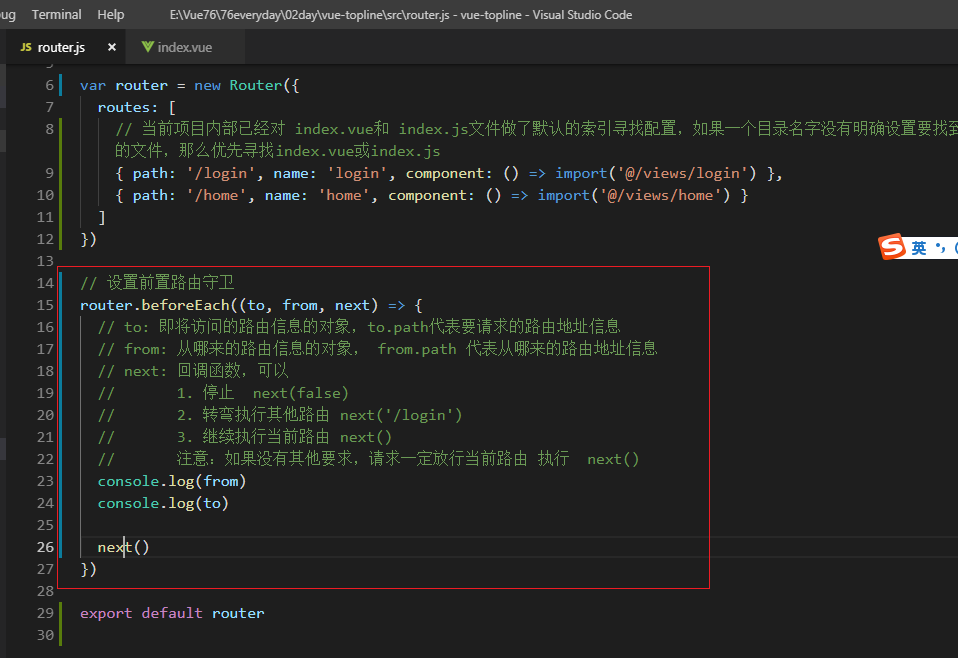 ug Terminal Help E:\Vue76\76everyday\02day\vue-topline\src\router.js - vue-topline - Visual Studio Code
JS router.js × index.vue
5
6 var router = new Router({
7 routes: [
8 // 当前项目内部已经对 index.vue和 index.js文件做了默认的索引寻找配置，如果一个目录名字没有明确设置要找到
的文件，那么优先寻找index.vue或index.js
9 { path: '/login', name: 'login', component: () => import('@/views/login') },
10 { path: '/home', name: 'home', component: () => import('@/views/home') }
11 ]
12 })
英
13
14 // 设置前置路由守卫
15 router.beforeEach((to, from, next) => {
16 // to: 即将访问的路由信息的对象，to.path代表要请求的路由地址信息
17 // from: 从哪来的路由信息的对象， from.path 代表从哪来的路由地址信息
18 // next: 回调函数，可以
19 // 1. 停止 next(false)
20 // 2. 转弯执行其他路由 next('/login')
21 // 3. 继续执行当前路由 next()
22 // 注意：如果没有其他要求，请求一定放行当前路由 执行 next()
23 console.log(from)
24 console.log(to)
25
26 next()
27 })
28
29 export default router
30